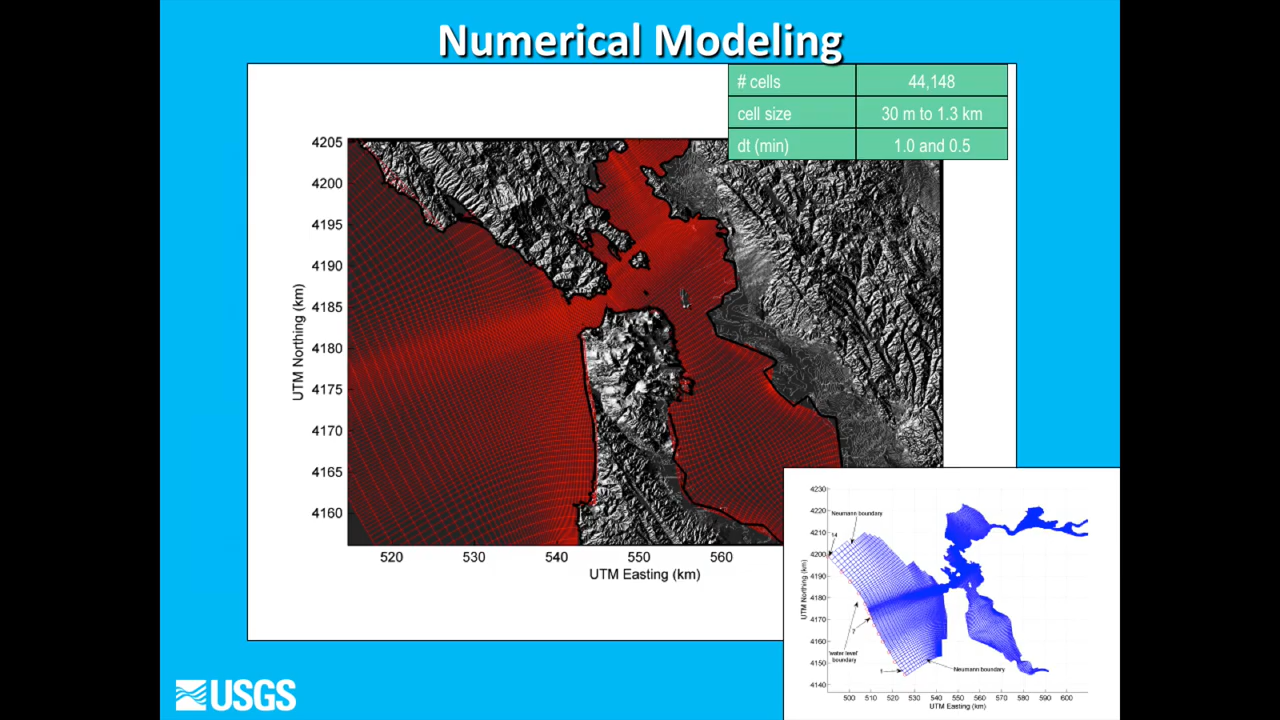 Numerical Modeling
# cells 44,148
cell size 30 m to 1.3 km
dt (min) 1.0 and 0.5
4205
4200
4195
4190
4185
4180
4175
4170
4165
4160
UTM Northing (km)
520 530 540 550 560
UTM Easting (km)
4230
4220
4210
4200
4190
4180
4170
4160
4150
4140
UTM Northing (km)
Neumann boundary
14
7
'water level'
boundary
1
Neumann boundary
500 510 520 530 540 550 560 570 580 590 600
UTM Easting (km)
USGS